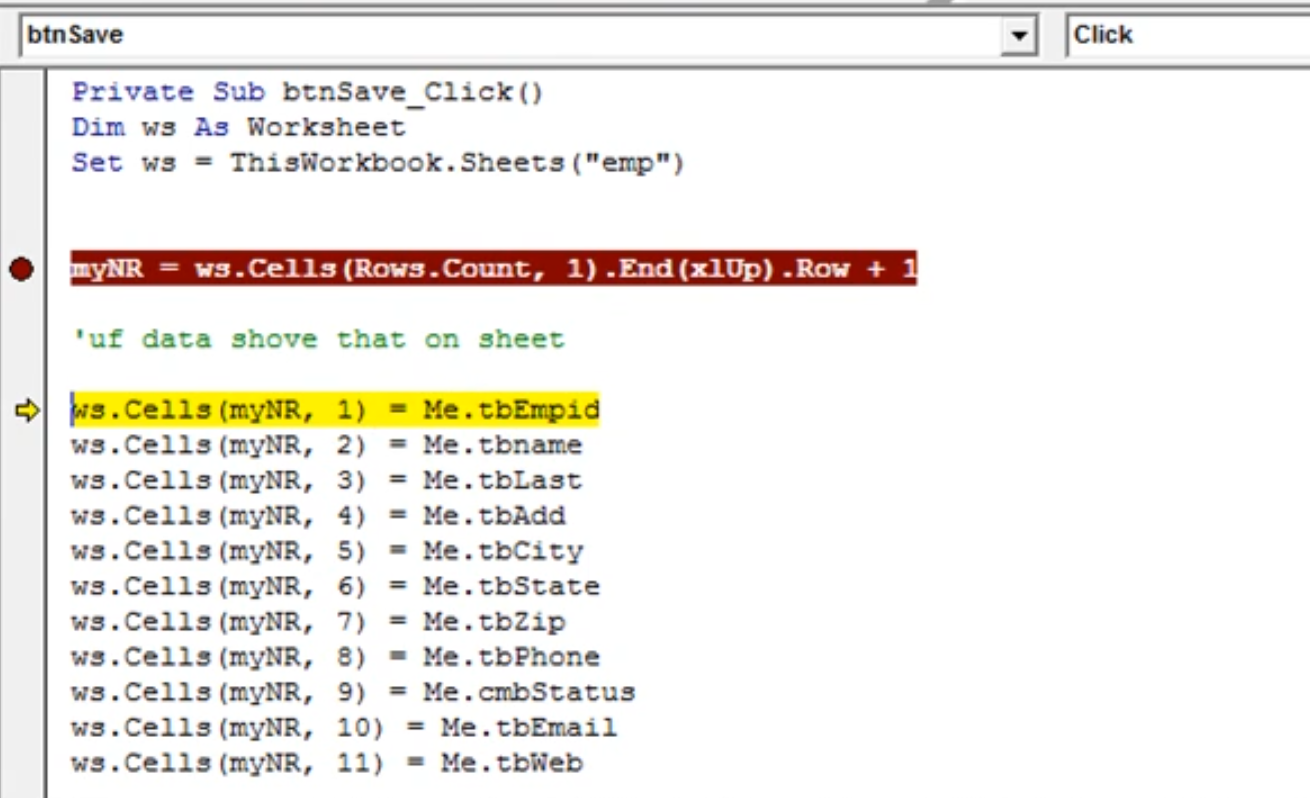 btnSave
Click
Private Sub btnSave_Click()
Dim ws As Worksheet
Set ws = ThisWorkbook.Sheets("emp")
myNR = ws.Cells(Rows.Count, 1).End(xlUp).Row + 1
'uf data shove that on sheet
ws.Cells(myNR, 1) = Me.tbEmpid
ws.Cells(myNR, 2) = Me.tbname
ws.Cells(myNR, 3) = Me.tbLast
ws.Cells(myNR, 4) = Me.tbAdd
ws.Cells(myNR, 5) = Me.tbCity
ws.Cells(myNR, 6) = Me.tbState
ws.Cells(myNR, 7) = Me.tbZip
ws.Cells(myNR, 8) = Me.tbPhone
ws.Cells(myNR, 9) = Me.cmbStatus
ws.Cells(myNR, 10) = Me.tbEmail
ws.Cells(myNR, 11) = Me.tbWeb